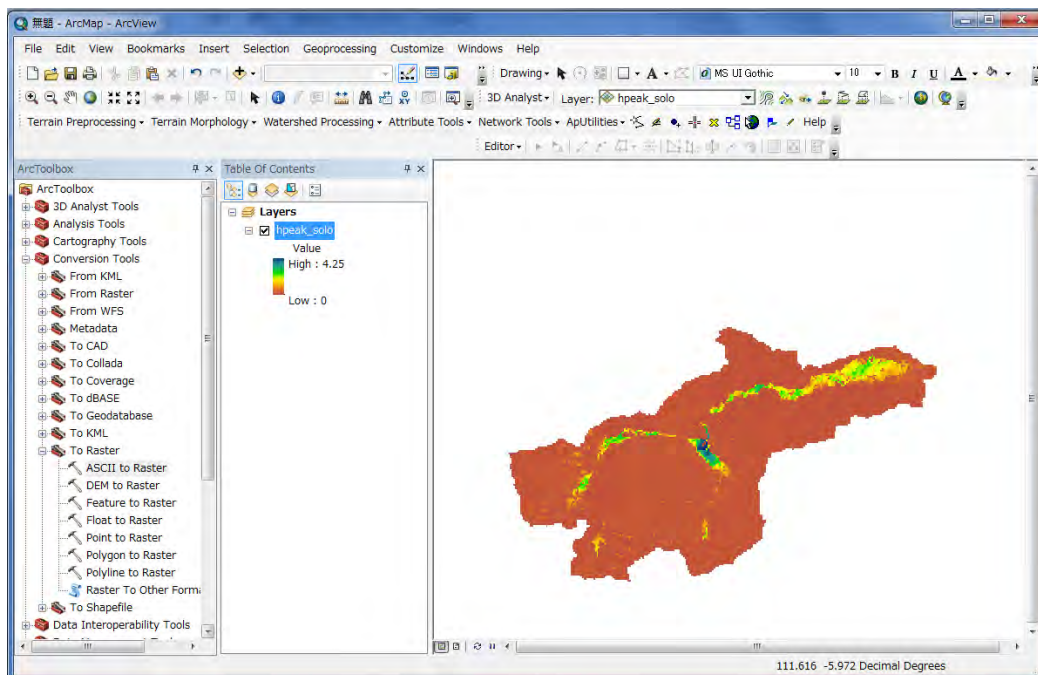 無題 - ArcMap - ArcView
File Edit View Bookmarks Insert Selection Geoprocessing Customize Windows Help
Drawing A MS UI Gothic 10 B I U A
3D Analyst Layer: hpeak_solo
Terrain Preprocessing Terrain Morphology Watershed Processing Attribute Tools Network Tools ApUtilities Help
Editor
ArcToolbox
ArcToolbox
3D Analyst Tools
Analysis Tools
Cartography Tools
Conversion Tools
From KML
From Raster
From WFS
Metadata
To CAD
To Collada
To Coverage
To dBASE
To Geodatabase
To KML
To Raster
ASCII to Raster
DEM to Raster
Feature to Raster
Float to Raster
Point to Raster
Polygon to Raster
Polyline to Raster
Raster To Other Forma
To Shapefile
Data Interoperability Tools
Table Of Contents
Layers
hpeak_solo
Value
High : 4.25
Low : 0
111.616 -5.972 Decimal Degrees